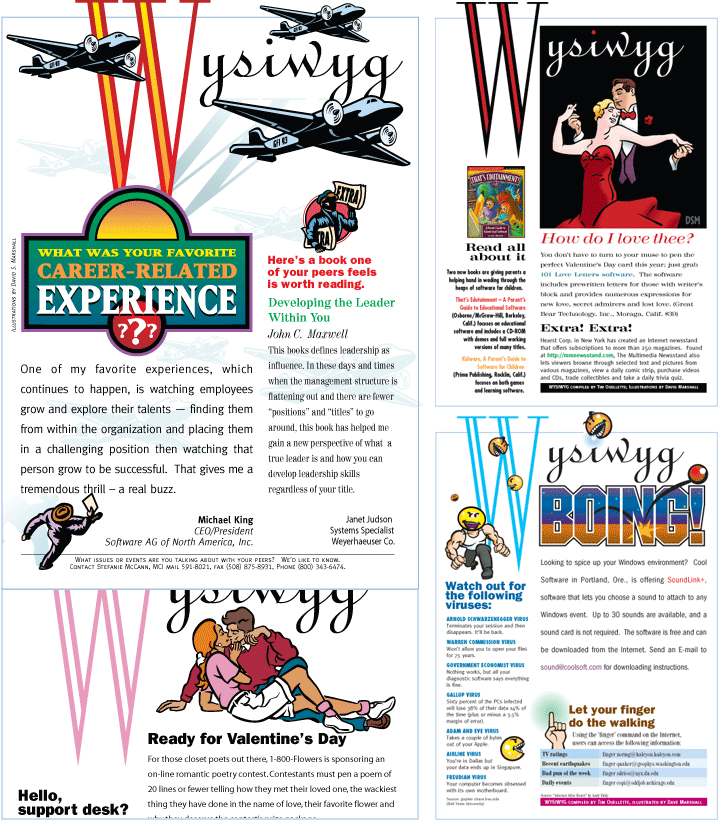 Wysiwyg
GH 03
GH 03
ILLUSTRATIONS BY DAVID S. MARSHALL
WHAT WAS YOUR FAVORITE
CAREER-RELATED
EXPERIENCE
???
One of my favorite experiences, which
continues to happen, is watching employees
grow and explore their talents — finding them
from within the organization and placing them
in a challenging position then watching that
person grow to be successful. That gives me a
tremendous thrill – a real buzz.
Michael King
CEO/President
Software AG of North America, Inc.
EXTRA
Here's a book one
of your peers feels
is worth reading.
Developing the Leader
Within You
John C. Maxwell
This books defines leadership as
influence. In these days and times
when the management structure is
flattening out and there are fewer
"positions" and "titles" to go
around, this book has helped me
gain a new perspective of what a
true leader is and how you can
develop leadership skills
regardless of your title.
Janet Judson
Systems Specialist
Weyerhaeuser Co.
WHAT ISSUES OR EVENTS ARE YOU TALKING ABOUT WITH YOUR PEERS? WE'D LIKE TO KNOW.
CONTACT STEFANIE MCCANN, MCI MAIL 591-8021, FAX (508) 875-8931, PHONE (800) 343-6474.
Wysiwyg
Hello,
support desk?
Ready for Valentine's Day
For those closet poets out there, 1-800-Flowers is sponsoring an
on-line romantic poetry contest. Contestants must pen a poem of
20 lines or fewer telling how they met their loved one, the wackiest
thing they have done in the name of love, their favorite flower and
Wysiwyg
DSM
THAT'S EDUTAINMENT!
Read all
about it
Two new books are giving parents a
helping hand in wading through the
heaps of software for children.
That's Edutainment – A Parent's
Guide to Educational Software
(Osborne/McGraw-Hill, Berkeley,
Calif.) focuses on educational
software and includes a CD-ROM
with demos and full working
versions of many titles.
Kidware, A Parent's Guide to
Software for Children
(Prima Publishing, Rocklin, Calif.)
focuses on both games
and learning software.
How do I love thee?
You don't have to turn to your muse to pen the
perfect Valentine's Day card this year; just grab
101 Love Letters software. The software
includes prewritten letters for those with writer's
block and provides numerous expressions for
new love, secret admirers and lost love. (Great
Bear Technology, Inc., Moraga, Calif. $30)
Extra! Extra!
Hearst Corp. in New York has created an Internet newsstand
that offers subscriptions to more than 250 magazines. Found
at http://mmnewsstand.com, The Multimedia Newsstand also
lets viewers browse through selected text and pictures from
various magazines, view a daily comic strip, purchase videos
and CDs, trade collectibles and take a daily trivia quiz.
WYSIWYG COMPILED BY TIM OUELLETTE; ILLUSTRATIONS BY DAVID MARSHALL
Wysiwyg
BOING!
Watch out for
the following
viruses:
ARNOLD SCHWARZENEGGER VIRUS
Terminates your session and then
disappears. It'll be back.
WARREN COMMISSION VIRUS
Won't allow you to open your files
for 75 years.
GOVERNMENT ECONOMIST VIRUS
Nothing works, but all your
diagnostic software says everything
is fine.
GALLUP VIRUS
Sixty percent of the PCs infected
will lose 38% of their data 14% of
the time (plus or minus a 3.5%
margin of error).
ADAM AND EVE VIRUS
Takes a couple of bytes
out of your Apple.
AIRLINE VIRUS
You're in Dallas but
your data ends up in Singapore.
FREUDIAN VIRUS
Your computer becomes obsessed
with its own motherboard.
(Ball State University)
Looking to spice up your Windows environment? Cool
Software in Portland, Ore., is offering SoundLink+,
software that lets you choose a sound to attach to any
Windows event. Up to 30 sounds are available, and a
sound card is not required. The software is free and can
be downloaded from the Internet. Send an E-mail to
sound@coolsoft.com for downloading instructions.
Let your finger
do the walking
Using the 'finger' command on the Internet,
users can access the following information:
TV ratings finger normg@halcyon.halcyon.com
Recent earthquakes finger quake@geophys.washington.edu
Bad pun of the week finger adrico@nyx.du.edu
Daily events finger copi@oddjob.uchicago.edu
WYSIWYG COMPILED BY TIM OUELLETTE, ILLUSTRATED BY DAVE MARSHALL